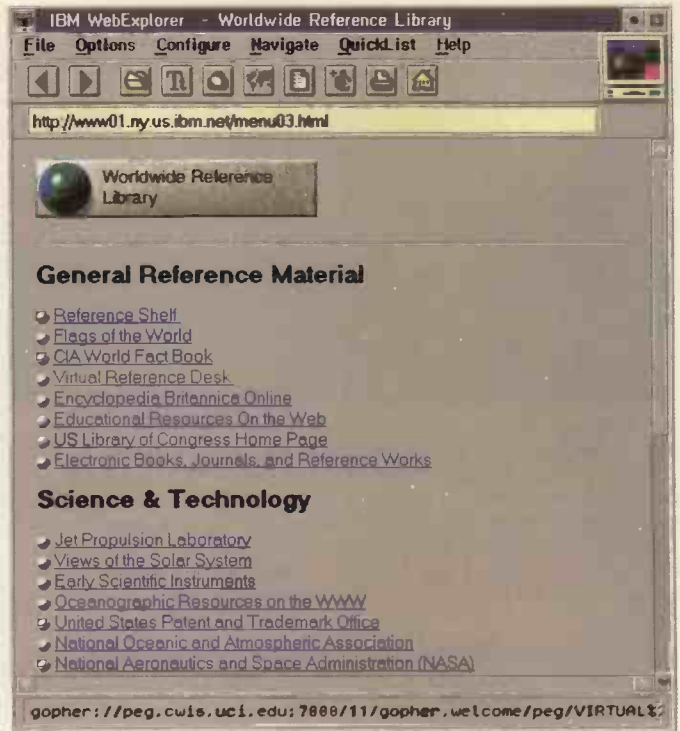 IBM WebExplorer - Worldwide Reference Library
File Options Configure Navigate QuickList Help
http://www01.ny.us.ibm.net/menu03.html
Worldwide Reference
Library
General Reference Material
Reference Shelf
Flags of the World
CIA World Fact Book
Virtual Reference Desk
Encyclopedia Britannica Online
Educational Resources On the Web
US Library of Congress Home Page
Electronic Books, Journals, and Reference Works
Science & Technology
Jet Propulsion Laboratory
Views of the Solar System
Early Scientific Instruments
Oceanographic Resources on the WWW
United States Patent and Trademark Office
National Oceanic and Atmospheric Association
National Aeronautics and Space Administration (NASA)
gopher://peg.cwis.uci.edu:7000/11/gopher.welcome/peg/VIRTUAL%2